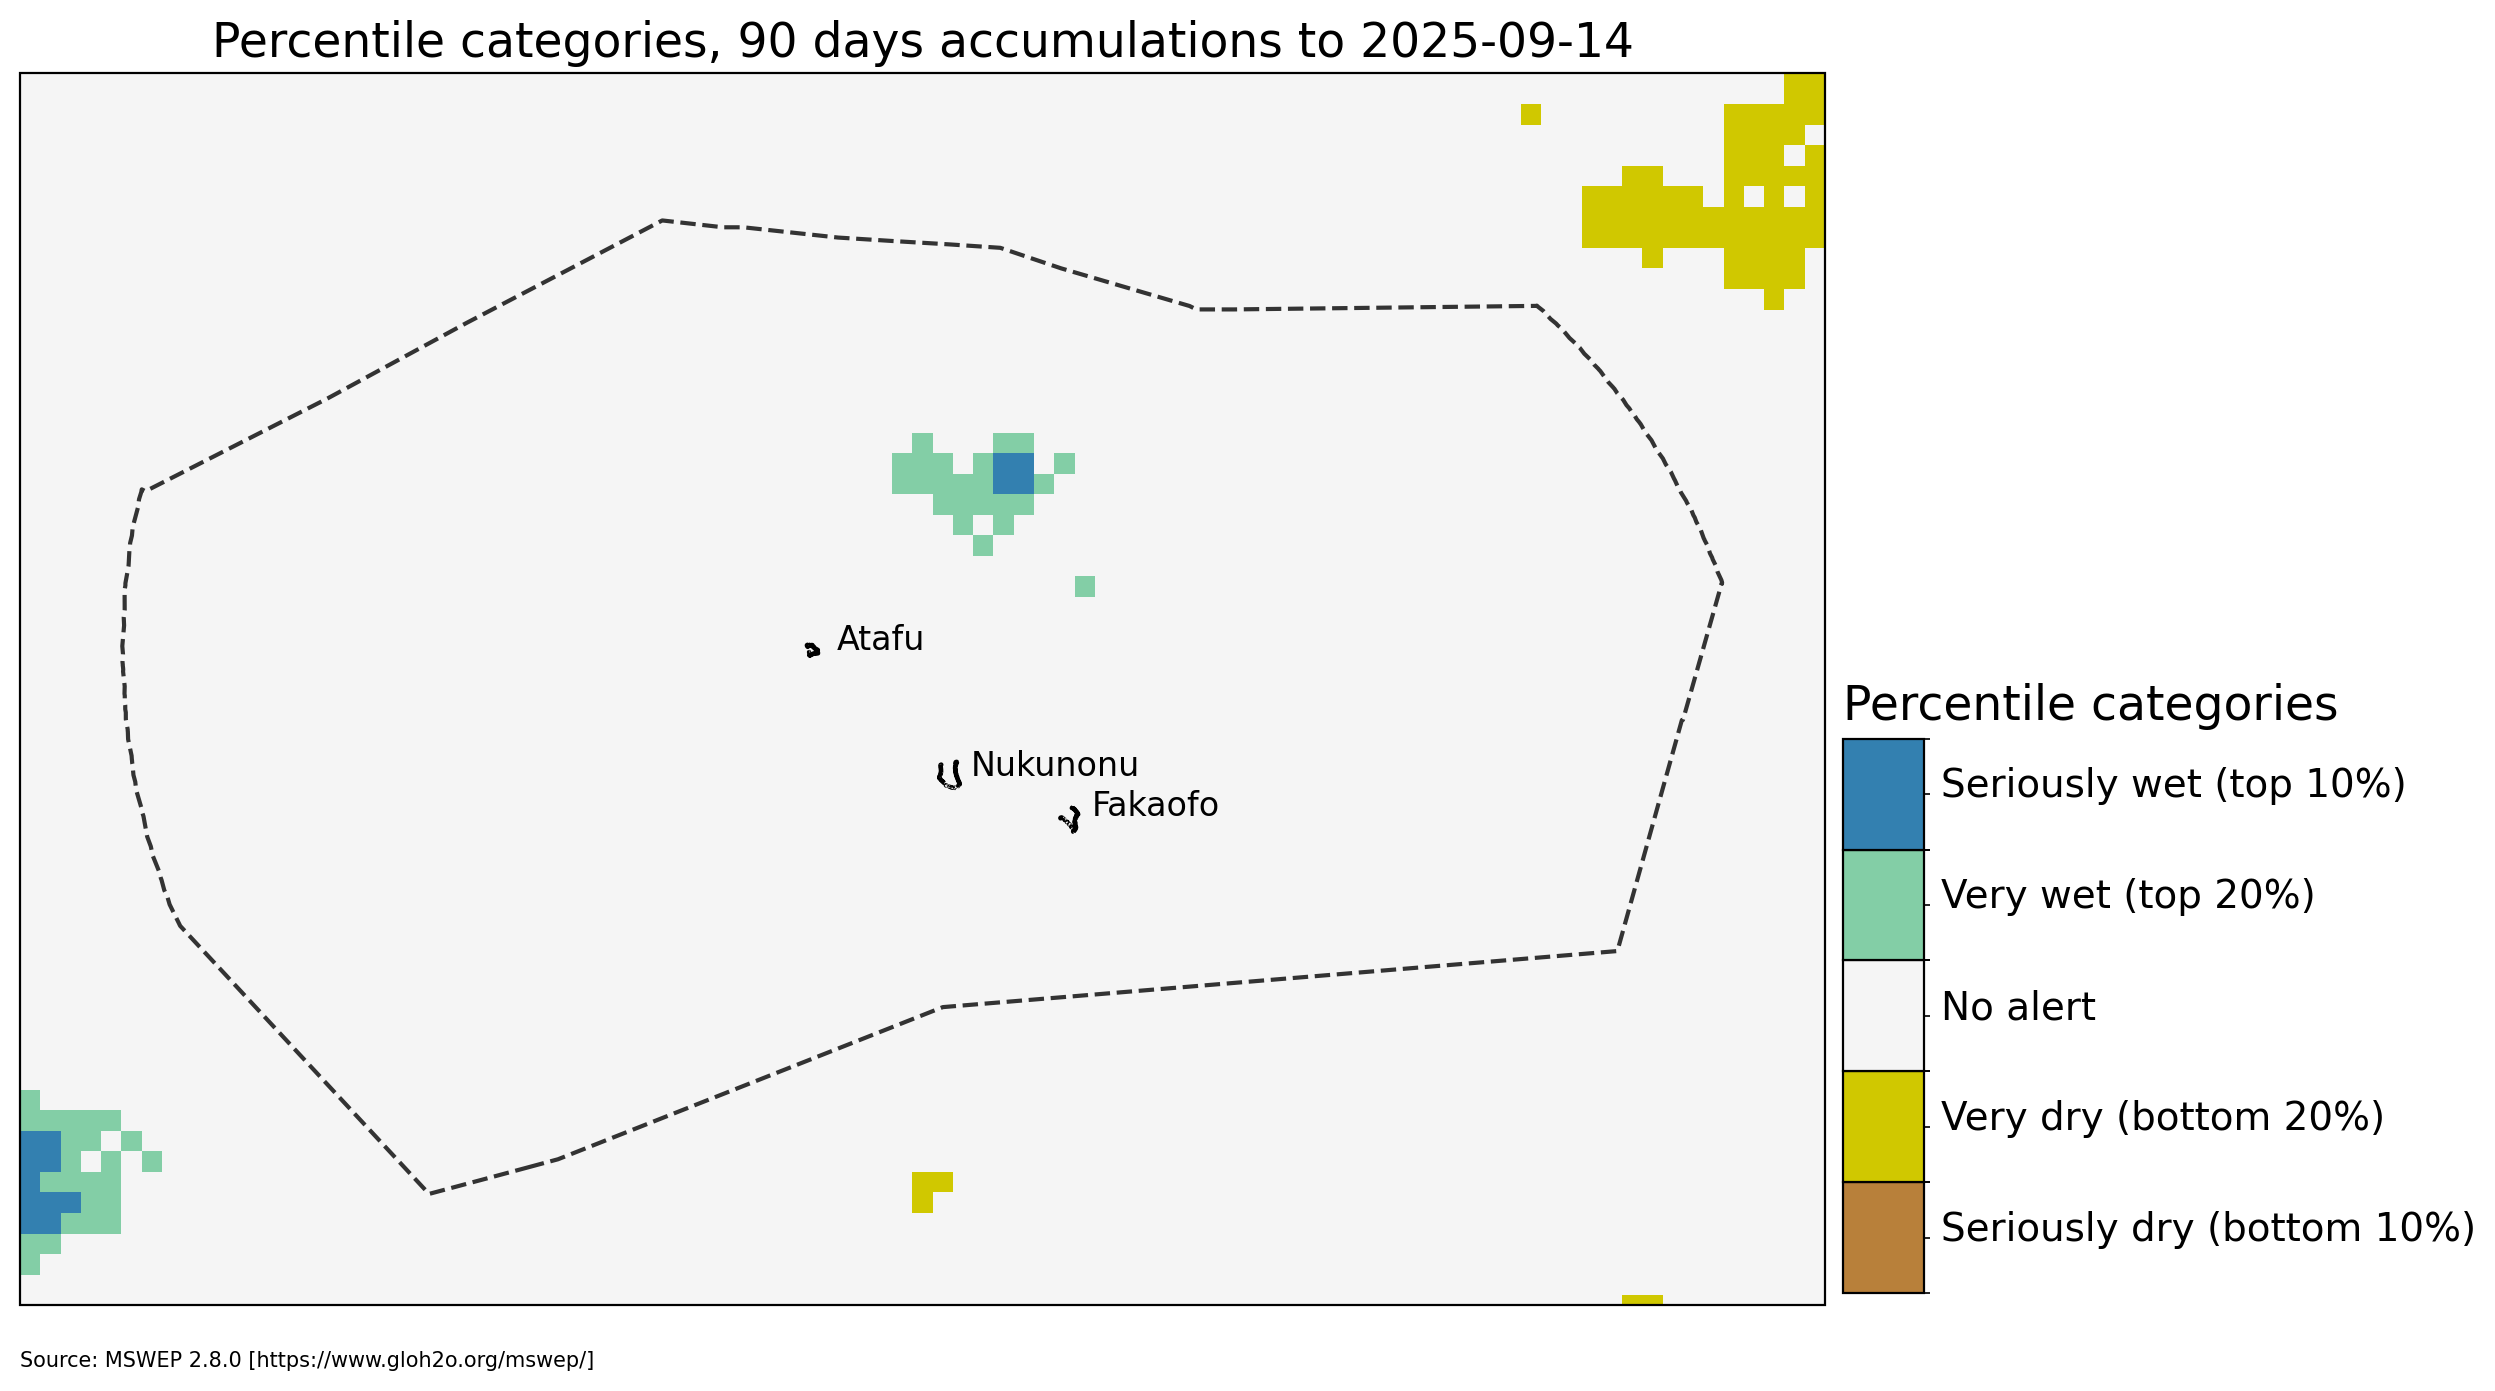 Percentile categories, 90 days accumulations to 2025-09-14
Atafu
Nukunonu
Fakaofo
Percentile categories
Seriously wet (top 10%)
Very wet (top 20%)
No alert
Very dry (bottom 20%)
Seriously dry (bottom 10%)
Source: MSWEP 2.8.0 [https://www.gloh2o.org/mswep/]